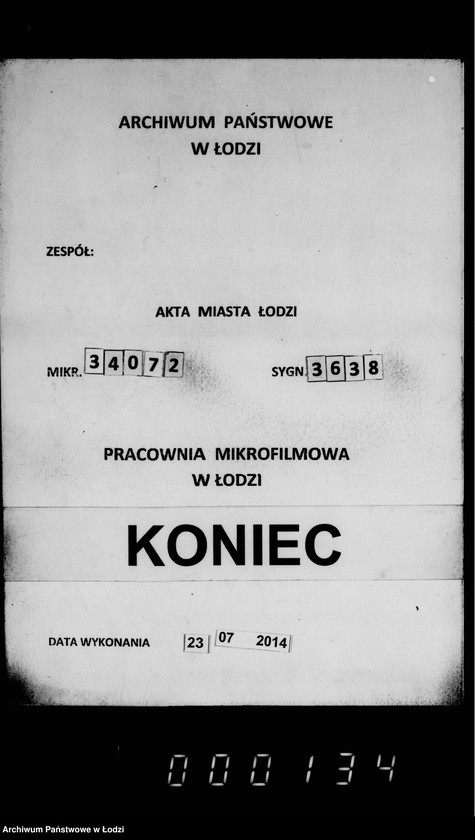 ARCHIWUM PAŃSTWOWE
W ŁODZI
ZESPÓŁ:
AKTA MIASTA ŁODZI
MIKR. 34072 SYGN. 3638
PRACOWNIA MIKROFILMOWA
W ŁODZI
KONIEC
DATA WYKONANIA 23 07 2014
000134
Archiwum Państwowe w Łodzi